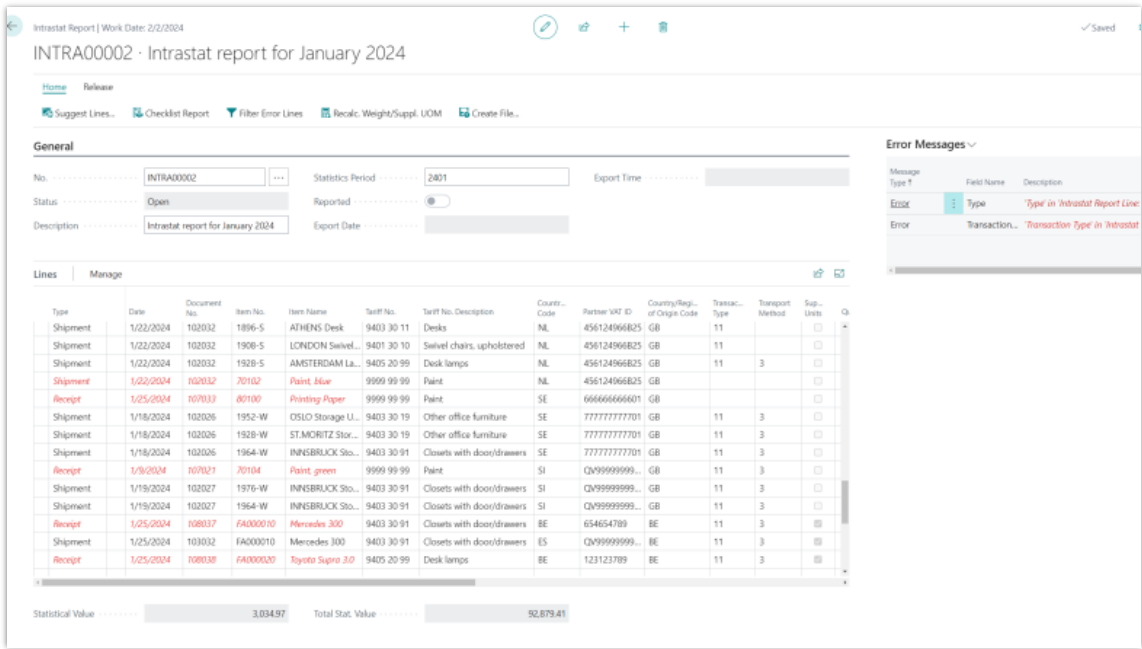 Intrastat Report | Work Date: 2/2/2024
Saved
INTRA00002 · Intrastat report for January 2024
Home Release
Suggest Lines... Checklist Report Filter Error Lines Recalc. Weight/Suppl. UOM Create File...
General
No. INTRA00002 Statistics Period 2401 Export Time
Status Open Reported
Description Intrastat report for January 2024 Export Date
Error Messages
Message Type ↑ Field Name Description
Error Type 'Type' in 'Intrastat Report Line:
Error Transaction... 'Transaction Type' in 'Intrastat
Lines Manage
Type Date Document No. Item No. Item Name Tariff No. Tariff No. Description Countr... Code Partner VAT ID Country/Regi... of Origin Code Transac... Type Transport Method Sup... Units
Shipment 1/22/2024 102032 1896-S ATHENS Desk 9403 30 11 Desks NL 456124966B25 GB 11
Shipment 1/22/2024 102032 1908-S LONDON Swivel... 9401 30 10 Swivel chairs, upholstered NL 456124966B25 GB 11
Shipment 1/22/2024 102032 1928-S AMSTERDAM La... 9405 20 99 Desk lamps NL 456124966B25 GB 11 3
Shipment 1/22/2024 102032 70102 Paint, blue 9999 99 99 Paint NL 456124966B25 GB
Receipt 1/25/2024 107033 80100 Printing Paper 9999 99 99 Paint SE 666666666601 GB
Shipment 1/18/2024 102026 1952-W OSLO Storage U... 9403 30 19 Other office furniture SE 777777777701 GB 11 3
Shipment 1/18/2024 102026 1928-W ST.MORITZ Stor... 9403 30 19 Other office furniture SE 777777777701 GB 11 3
Shipment 1/18/2024 102026 1964-W INNSBRUCK Sto... 9403 30 91 Closets with door/drawers SE 777777777701 GB 11 3
Receipt 1/9/2024 107021 70104 Paint, green 9999 99 99 Paint SI QV99999999... GB 11 3
Shipment 1/19/2024 102027 1976-W INNSBRUCK Sto... 9403 30 91 Closets with door/drawers SI QV99999999... GB 11 3
Shipment 1/19/2024 102027 1964-W INNSBRUCK Sto... 9403 30 91 Closets with door/drawers SI QV99999999... GB 11 3
Receipt 1/25/2024 108037 FA000010 Mercedes 300 9403 30 91 Closets with door/drawers BE 654654789 BE 11 3
Shipment 1/25/2024 103032 FA000010 Mercedes 300 9403 30 91 Closets with door/drawers ES QV99999999... BE 11 3
Receipt 1/25/2024 108038 FA000020 Toyota Supra 3.0 9405 20 99 Desk lamps BE 123123789 BE 11 3
Statistical Value 3,034.97 Total Stat. Value 92,879.41